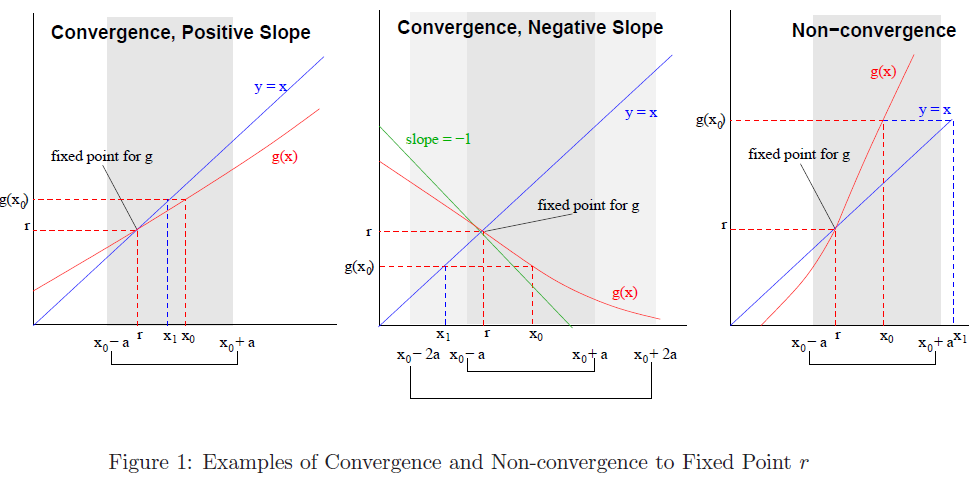 Convergence, Positive Slope
y = x
g(x)
fixed point for g
g(x₀)
r
x₀− a
r
x₁
x₀
x₀+ a
Convergence, Negative Slope
y = x
slope = −1
fixed point for g
r
g(x₀)
g(x)
x₁
r
x₀
x₀− 2a
x₀− a
x₀+ a
x₀+ 2a
Non−convergence
g(x)
y = x
g(x₀)
fixed point for g
r
x₀− a
r
x₀
x₀+ a
x₁
Figure 1: Examples of Convergence and Non-convergence to Fixed Point r